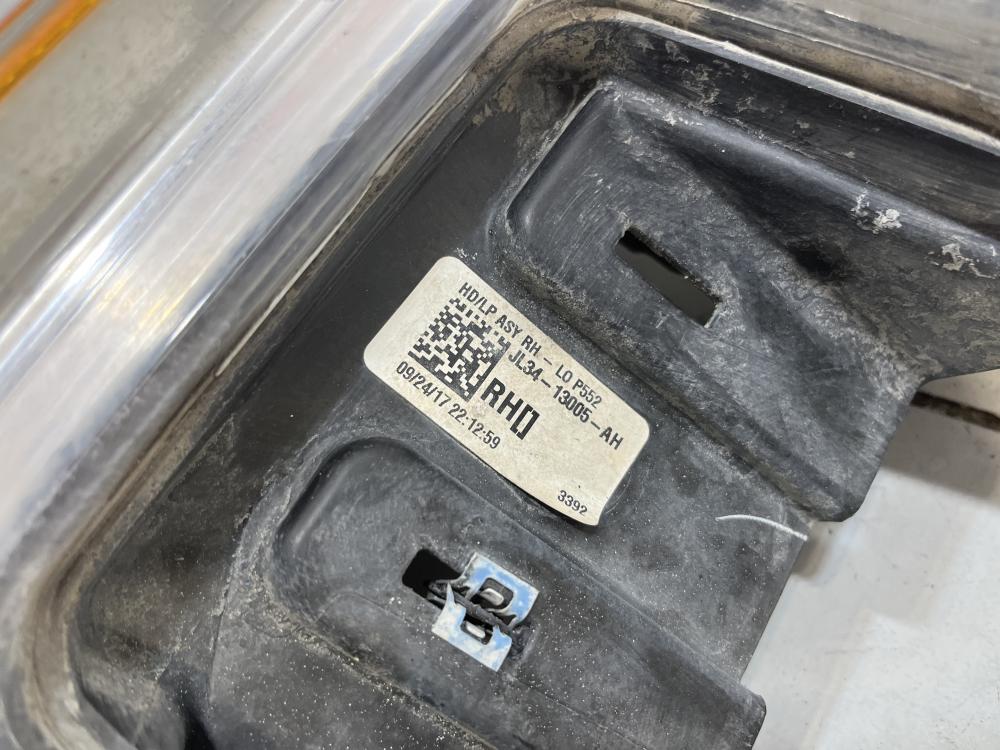 HD/LP ASY RH - LO P552
JL34-13005-AH
RH[]
09/24/17 22:12:59
3392